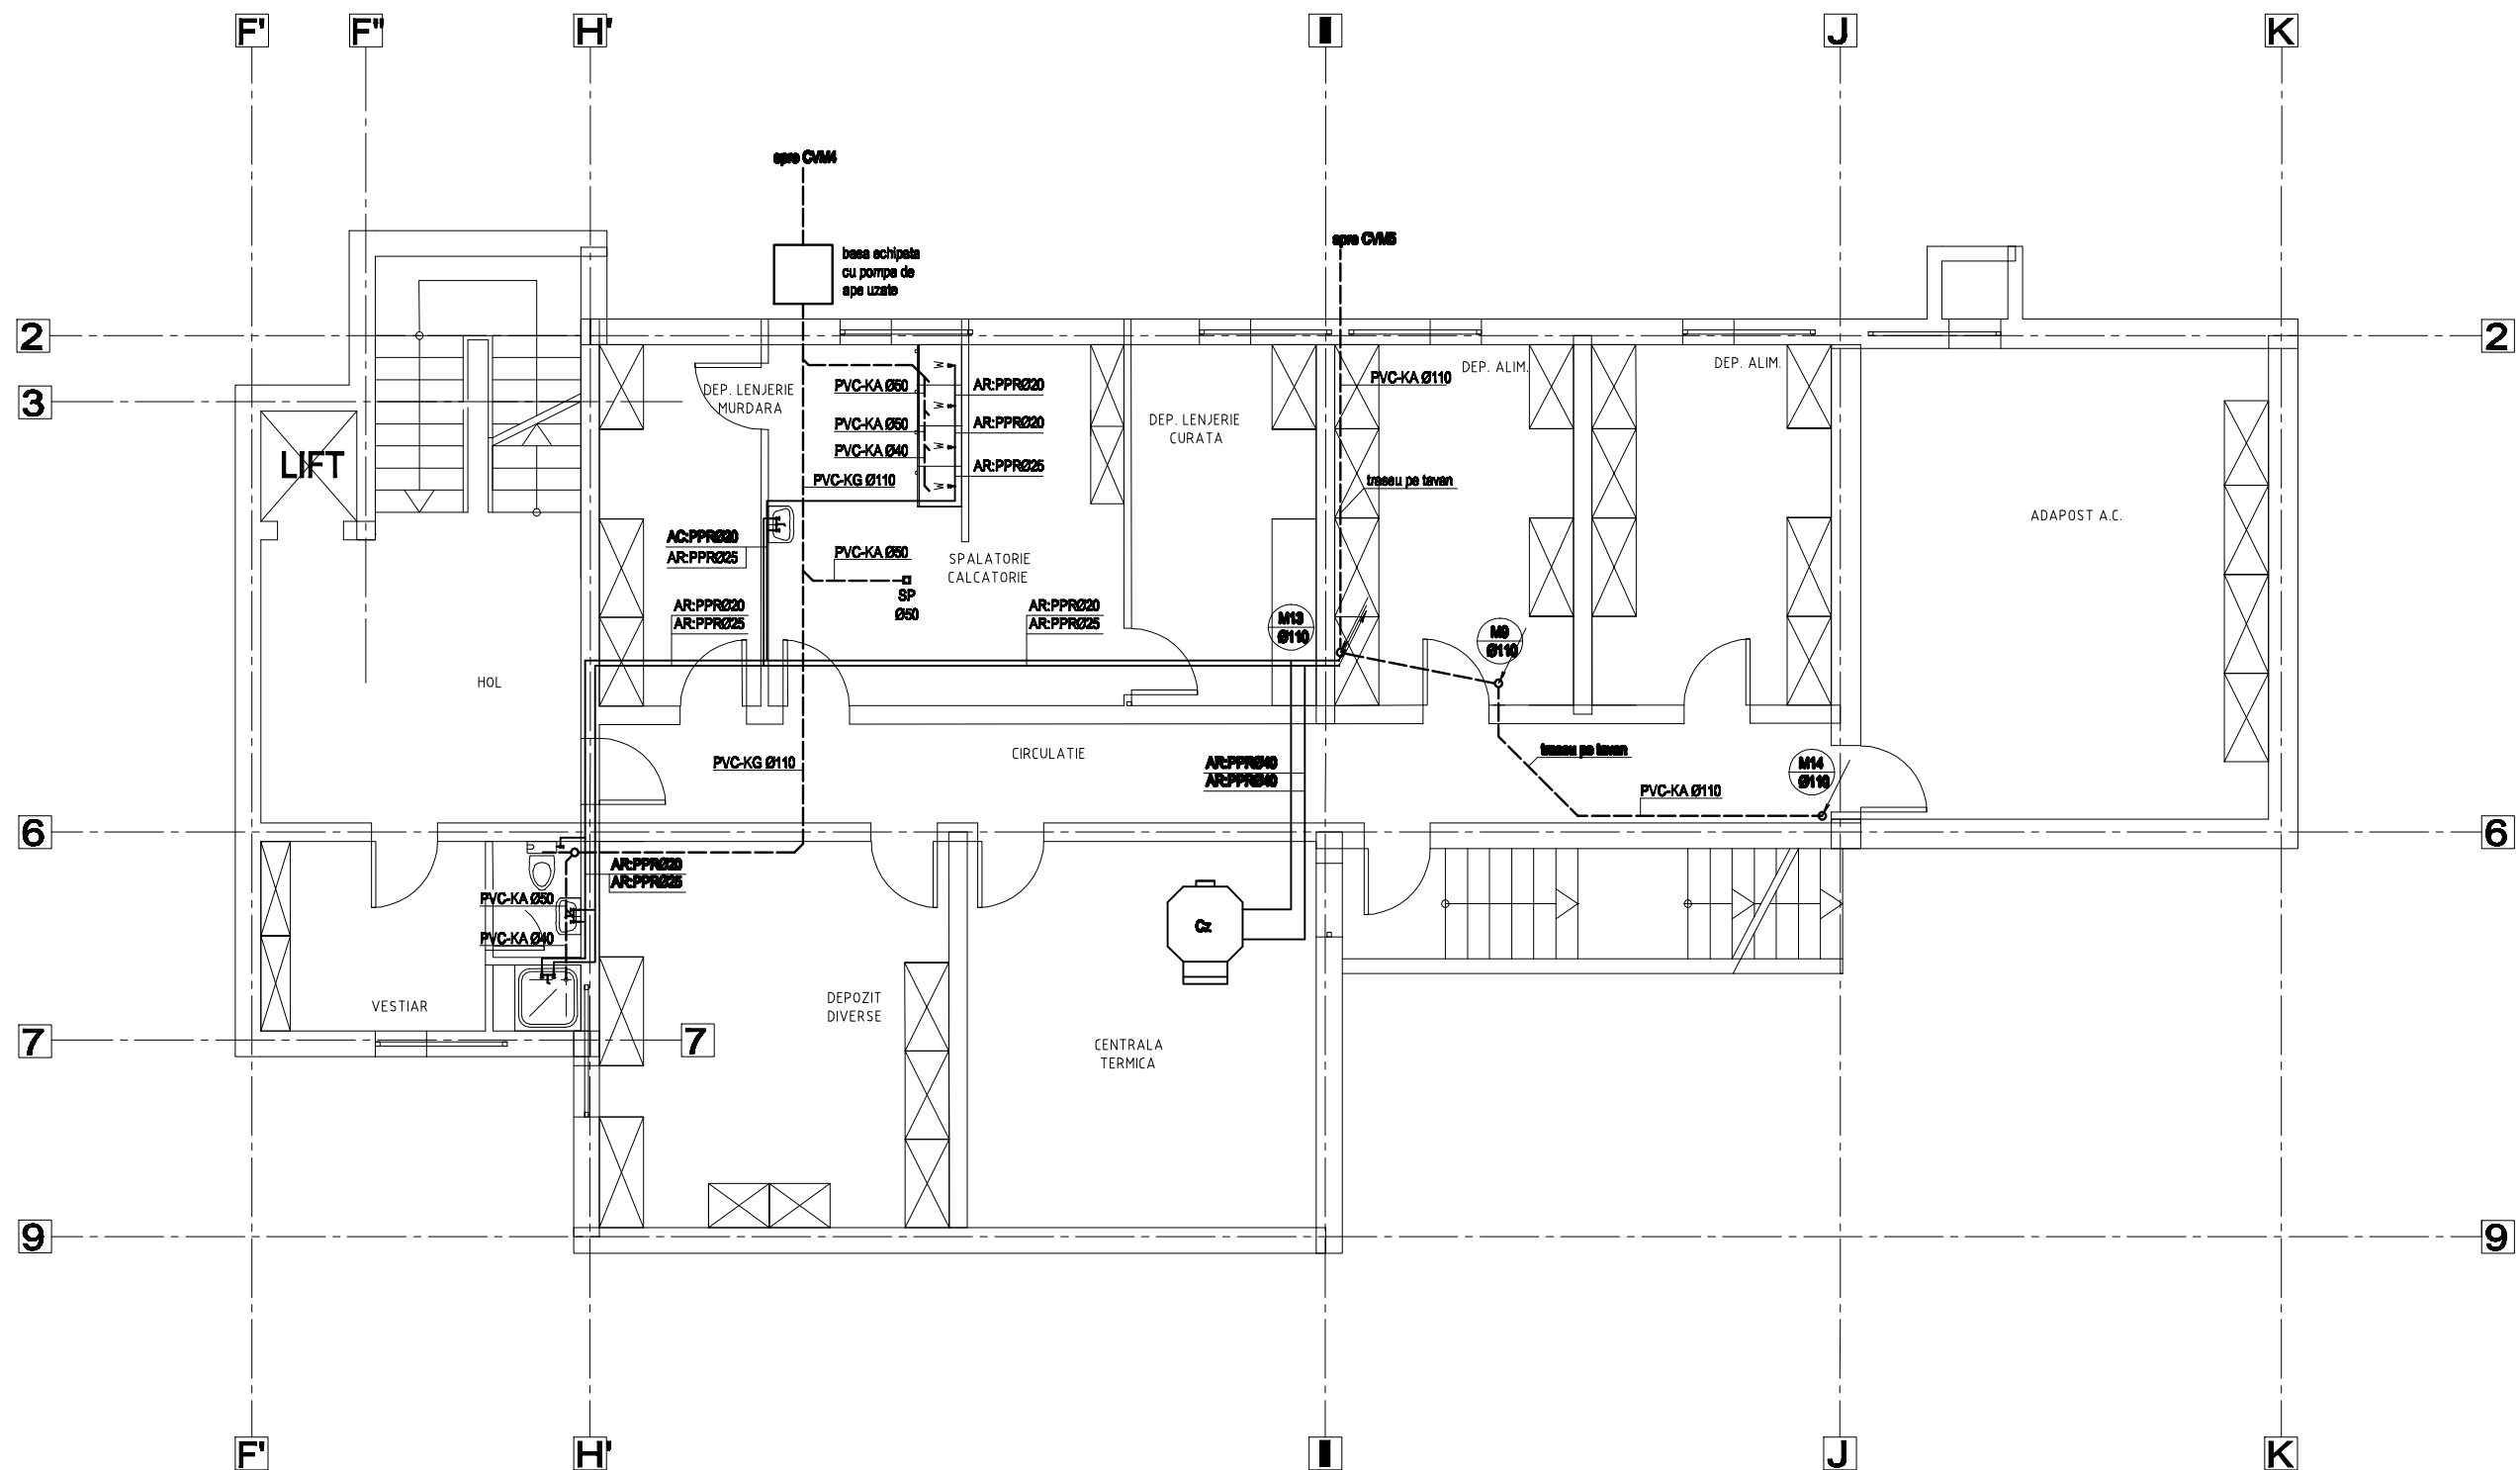 F'
F"
H'
I
J
K
spre CVM4
spre CVM5
basa echipata
cu pompa de
apa uzate
2
2
3
DEP. LENJERIE
MURDARA
PVC-KA Ø50
AR:PPRØ20
PVC-KA Ø50
AR:PPRØ20
PVC-KA Ø40
AR:PPRØ25
PVC-KG Ø110
W
W
W
W
DEP. LENJERIE
CURATA
PVC-KA Ø110
DEP. ALIM.
DEP. ALIM.
LIFT
traseu pe tavan
ADAPOST A.C.
AC:PPRØ20
AR:PPRØ25
PVC-KA Ø50
SPALATORIE
CALCATORIE
SP
Ø50
AR:PPRØ20
AR:PPRØ25
AR:PPRØ20
AR:PPRØ25
M13
Ø110
M9
Ø110
HOL
CIRCULATIE
PVC-KG Ø110
AR:PPRØ40
AR:PPRØ40
traseu pe tavan
M14
Ø110
PVC-KA Ø110
6
6
AR:PPRØ20
AR:PPRØ25
PVC-KA Ø50
PVC-KA Ø40
Cz
VESTIAR
DEPOZIT
DIVERSE
CENTRALA
TERMICA
7
7
9
9
F'
H'
I
J
K